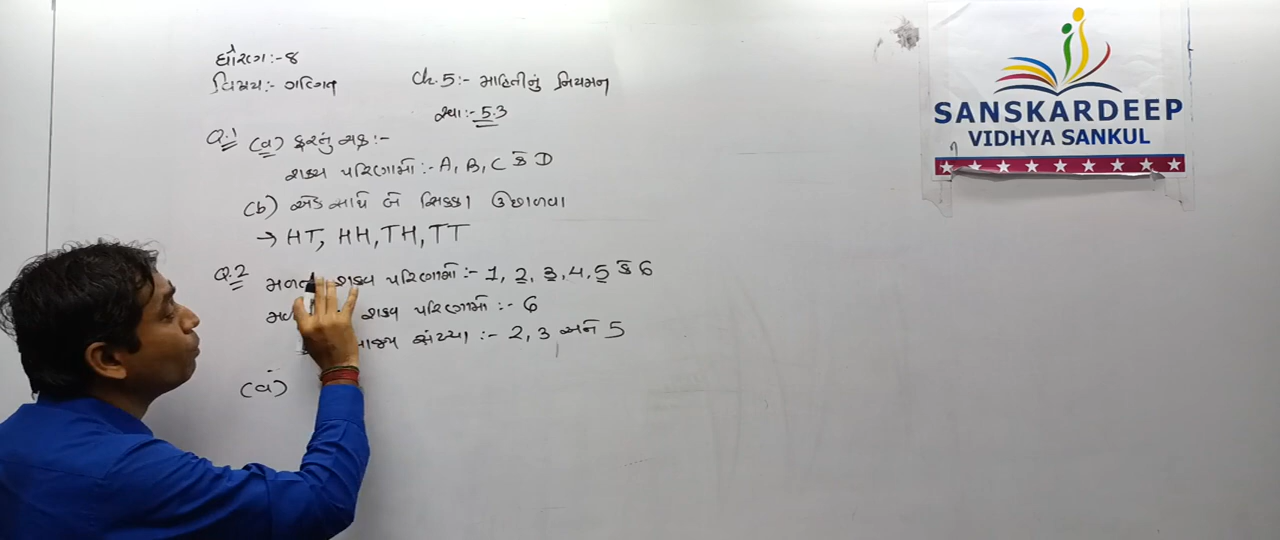 ધોરણ:- 8
વિષય:- ગણિત
Ch.5:- માહિતીનું નિયમન
સ્વા:- 5.3
Q.1 (a) ફરતું ચક્ર:-
શક્ય પરિણામો:- A, B, C કે D
(b) એક સાથે બે સિક્કા ઉછાળવા
→ HT, HH, TH, TT
Q.2 મળતા શક્ય પરિણામો:- 1, 2, 3, 4, 5 કે 6
શક્ય પરિણામો:- 6
સંખ્યા:- 2, 3 અને 5
(a)
SANSKARDEEP
VIDHYA SANKUL